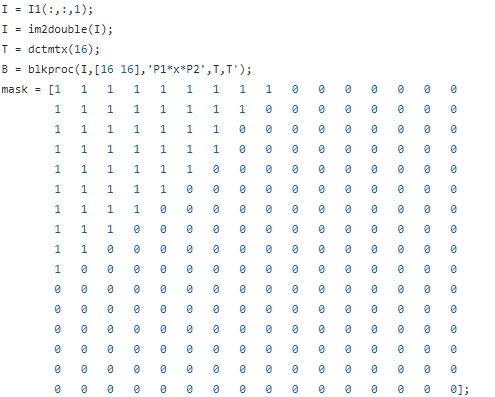 I = I1(:,:,1);
I = im2double(I);
T = dctmtx(16);
B = blkproc(I,[16 16],'P1*x*P2',T,T');
mask = [1 1 1 1 1 1 1 1 1 0 0 0 0 0 0 0
1 1 1 1 1 1 1 1 0 0 0 0 0 0 0 0
1 1 1 1 1 1 1 0 0 0 0 0 0 0 0 0
1 1 1 1 1 1 1 0 0 0 0 0 0 0 0 0
1 1 1 1 1 1 0 0 0 0 0 0 0 0 0 0
1 1 1 1 1 0 0 0 0 0 0 0 0 0 0 0
1 1 1 1 0 0 0 0 0 0 0 0 0 0 0 0
1 1 1 0 0 0 0 0 0 0 0 0 0 0 0 0
1 1 0 0 0 0 0 0 0 0 0 0 0 0 0 0
1 0 0 0 0 0 0 0 0 0 0 0 0 0 0 0
0 0 0 0 0 0 0 0 0 0 0 0 0 0 0 0
0 0 0 0 0 0 0 0 0 0 0 0 0 0 0 0
0 0 0 0 0 0 0 0 0 0 0 0 0 0 0 0
0 0 0 0 0 0 0 0 0 0 0 0 0 0 0 0
0 0 0 0 0 0 0 0 0 0 0 0 0 0 0 0
0 0 0 0 0 0 0 0 0 0 0 0 0 0 0 0];